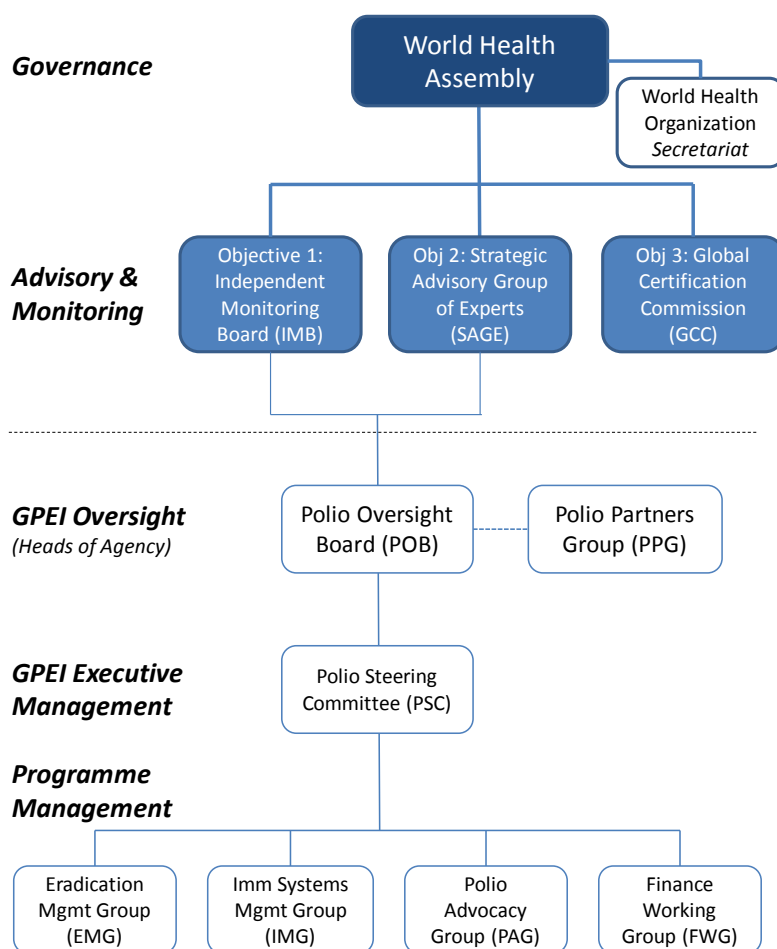 Governance
World Health
Assembly
World Health
Organization
Secretariat
Advisory &
Monitoring
Objective 1:
Independent
Monitoring
Board (IMB)
Obj 2: Strategic
Advisory Group
of Experts
(SAGE)
Obj 3: Global
Certification
Commission
(GCC)
GPEI Oversight
(Heads of Agency)
Polio Oversight
Board (POB)
Polio Partners
Group (PPG)
GPEI Executive
Management
Polio Steering
Committee (PSC)
Programme
Management
Eradication
Mgmt Group
(EMG)
Imm Systems
Mgmt Group
(IMG)
Polio
Advocacy
Group (PAG)
Finance
Working
Group (FWG)